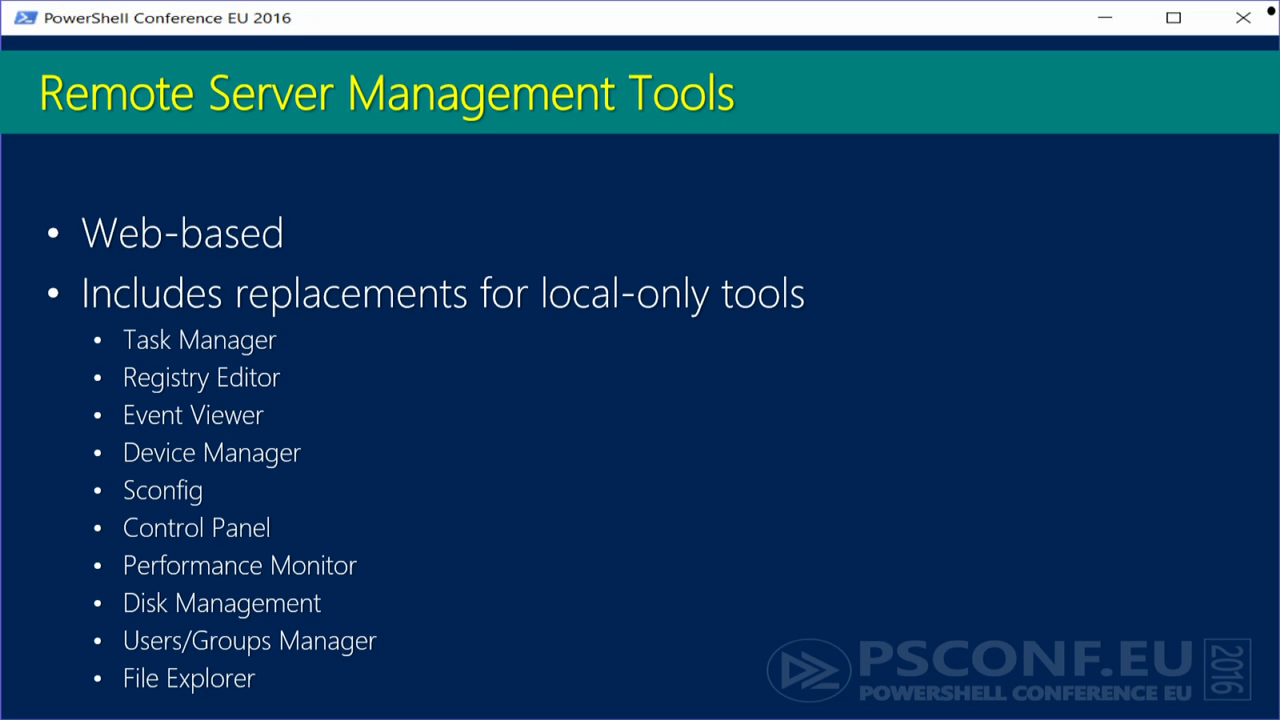 PowerShell Conference EU 2016
Remote Server Management Tools
• Web-based
• Includes replacements for local-only tools
• Task Manager
• Registry Editor
• Event Viewer
• Device Manager
• Sconfig
• Control Panel
• Performance Monitor
• Disk Management
• Users/Groups Manager
• File Explorer
PSCONF.EU
POWERSHELL CONFERENCE EU
2016